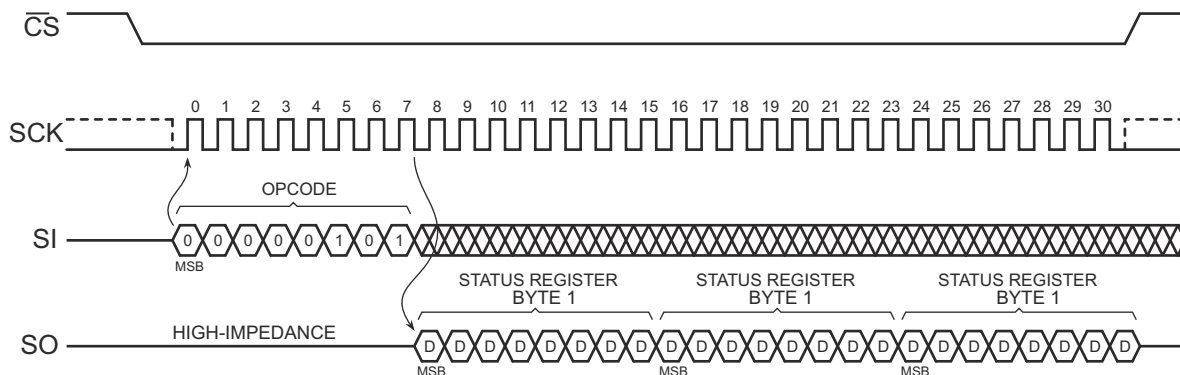 CS
0 1 2 3 4 5 6 7 8 9 10 11 12 13 14 15 16 17 18 19 20 21 22 23 24 25 26 27 28 29 30
SCK
OPCODE
SI 0 0 0 0 0 1 0 1
MSB
STATUS REGISTER BYTE 1
STATUS REGISTER BYTE 1
STATUS REGISTER BYTE 1
HIGH-IMPEDANCE
SO D D D D D D D D D D D D D D D D D D D D D D D D
MSB MSB MSB